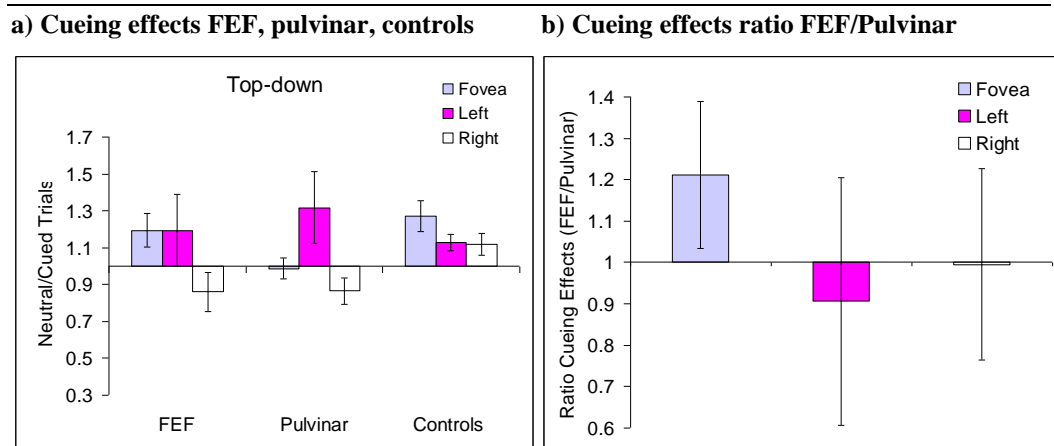 a) Cueing effects FEF, pulvinar, controls
b) Cueing effects ratio FEF/Pulvinar
Top-down
Fovea
Left
Right
Neutral/Cued Trials
1.7
1.5
1.3
1.1
0.9
0.7
0.5
0.3
FEF Pulvinar Controls
Fovea
Left
Right
Ratio Cueing Effects (FEF/Pulvinar)
1.4
1.3
1.2
1.1
1
0.9
0.8
0.7
0.6